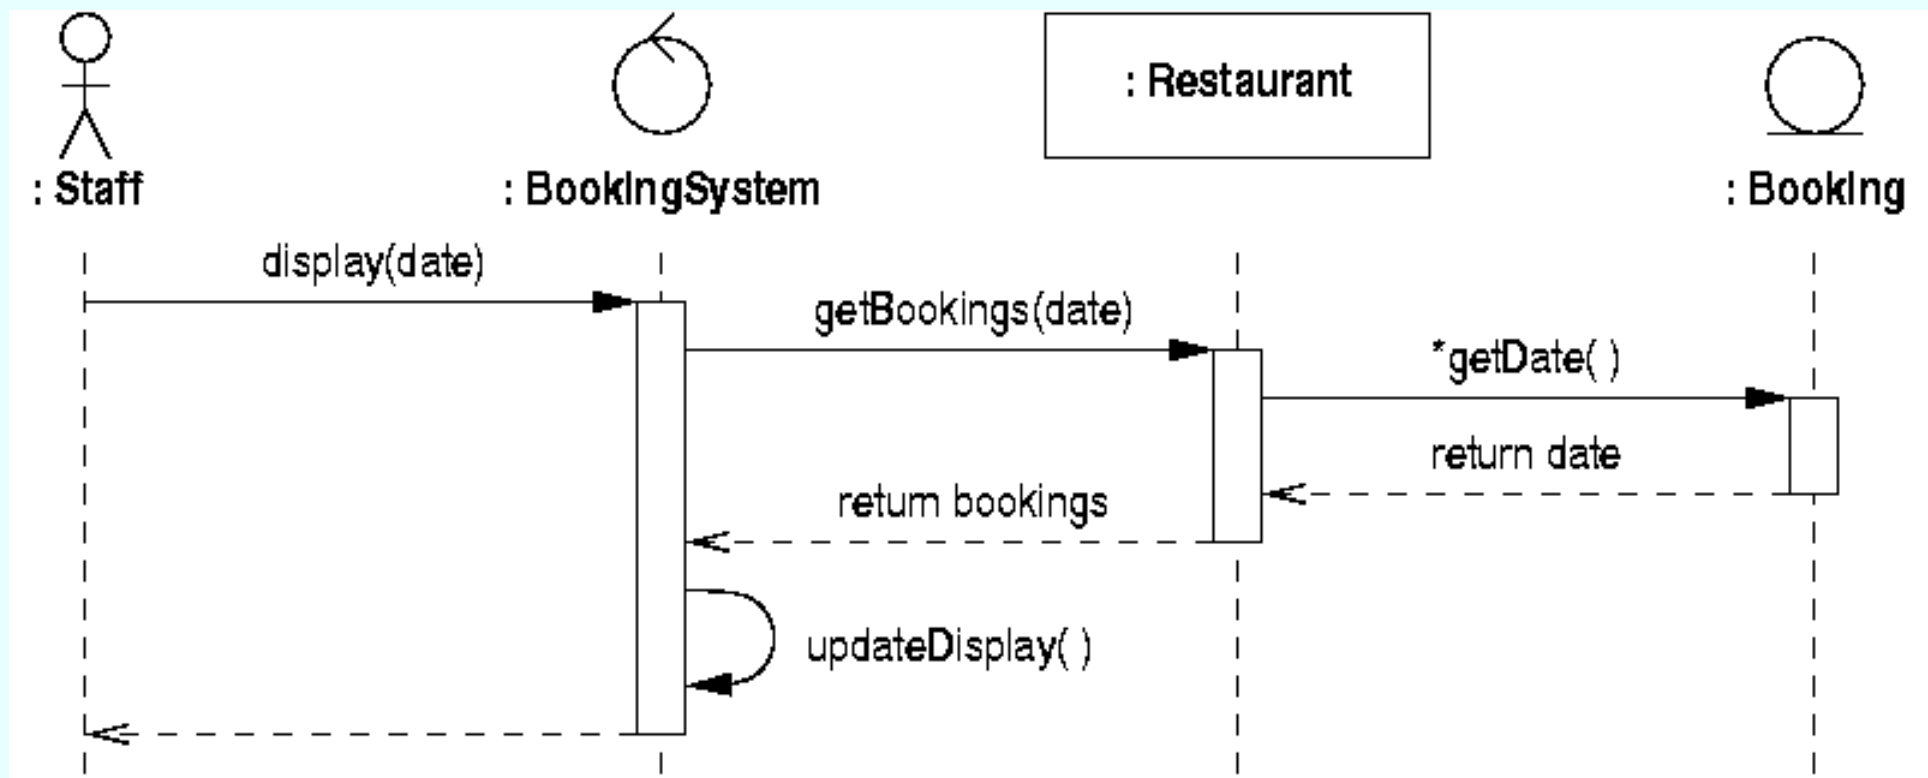 : Staff
: BookingSystem
: Restaurant
: Booking
display(date)
getBookings(date)
*getDate( )
return date
return bookings
updateDisplay( )